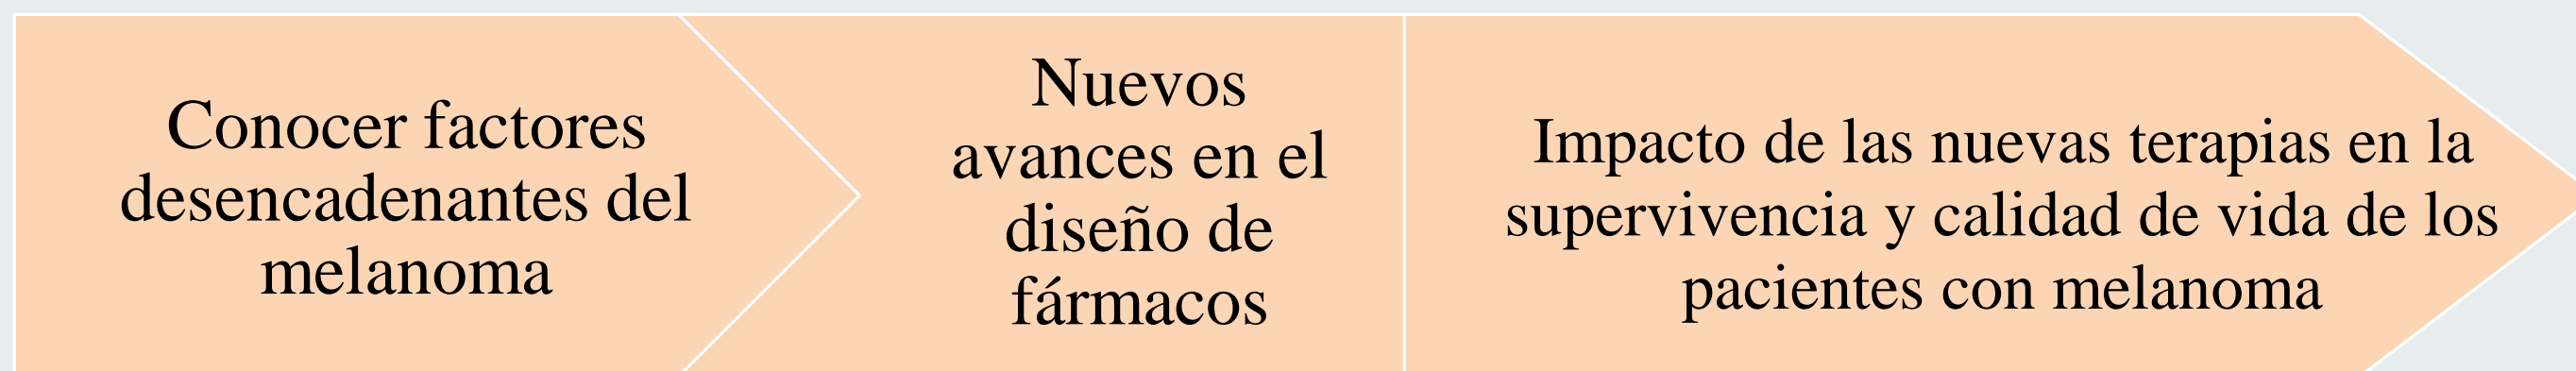 Conocer factores
desencadenantes del
melanoma
Nuevos
avances en el
diseño de
fármacos
Impacto de las nuevas terapias en la
supervivencia y calidad de vida de los
pacientes con melanoma